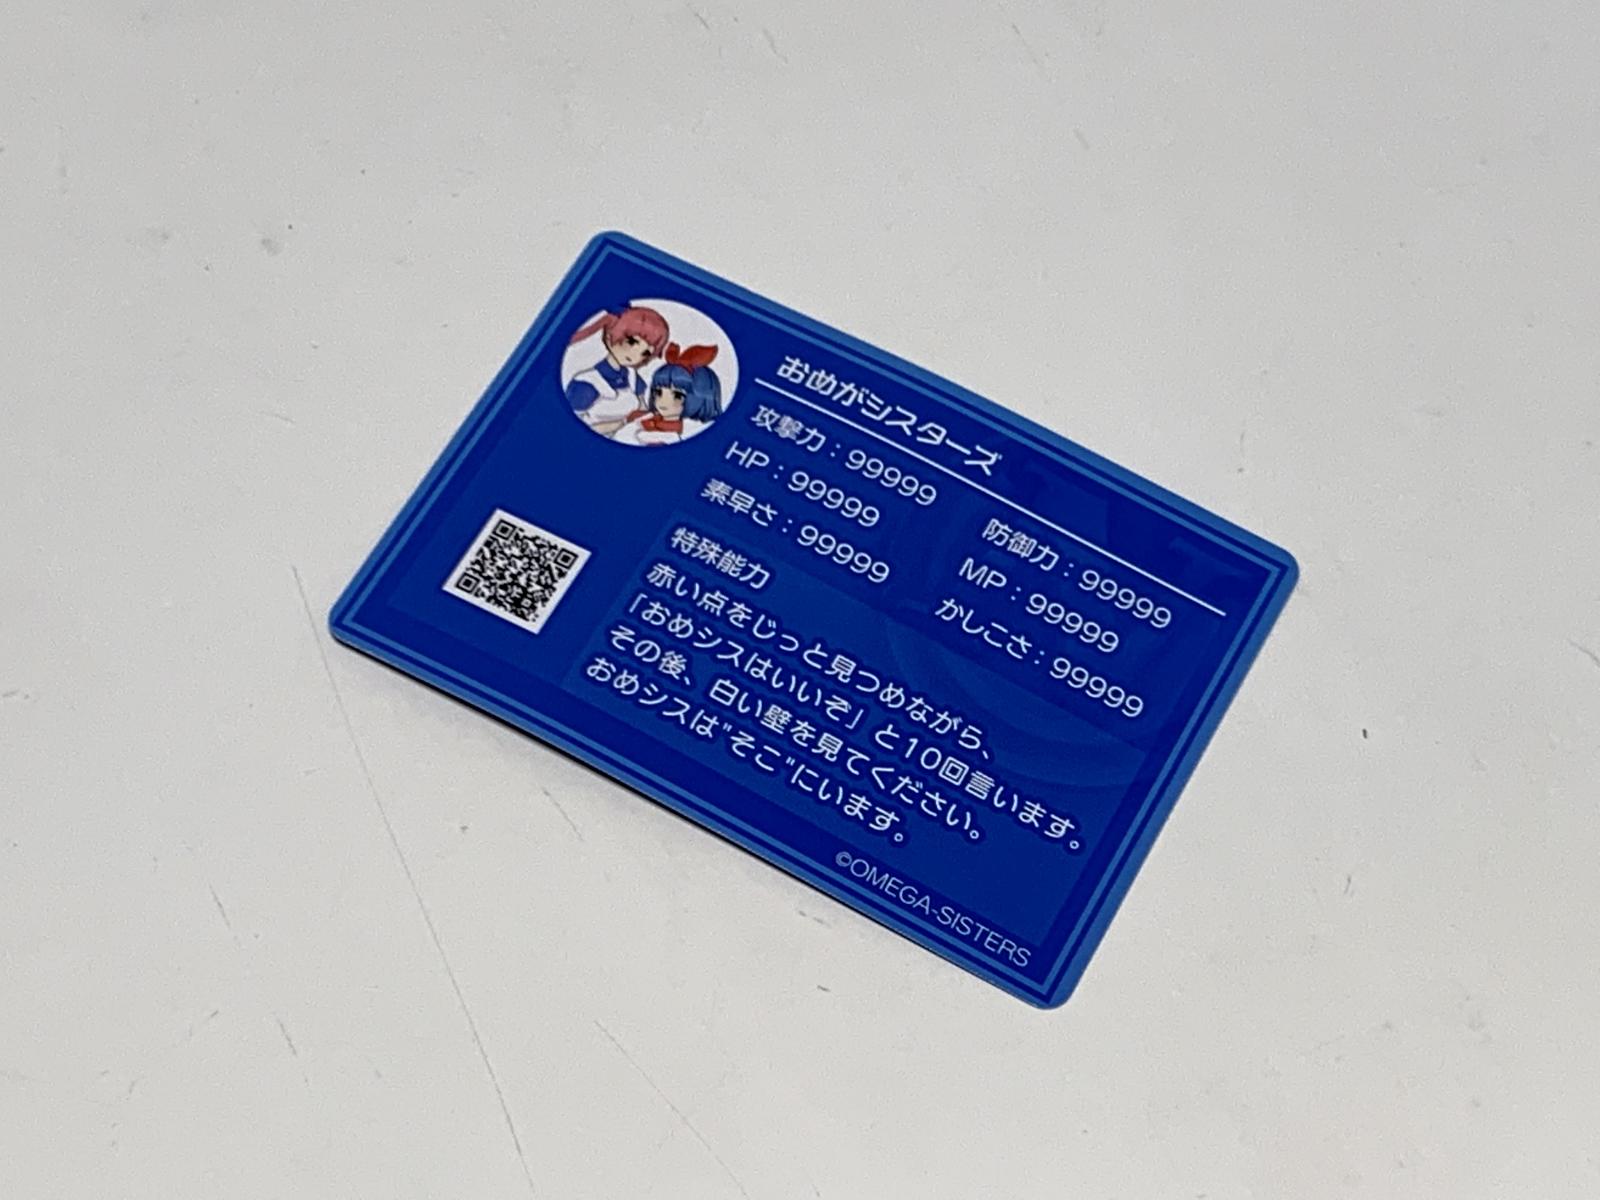 おめがシスターズ
攻撃力：99999
防御力：99999
HP：99999
MP：99999
素早さ：99999
かしこさ：99999
特殊能力
赤い点をじっと見つめながら、
「おめシスはいいぞ」と10回言います。
その後、白い壁を見てください。
おめシスは"そこ"にいます。
©OMEGA-SISTERS